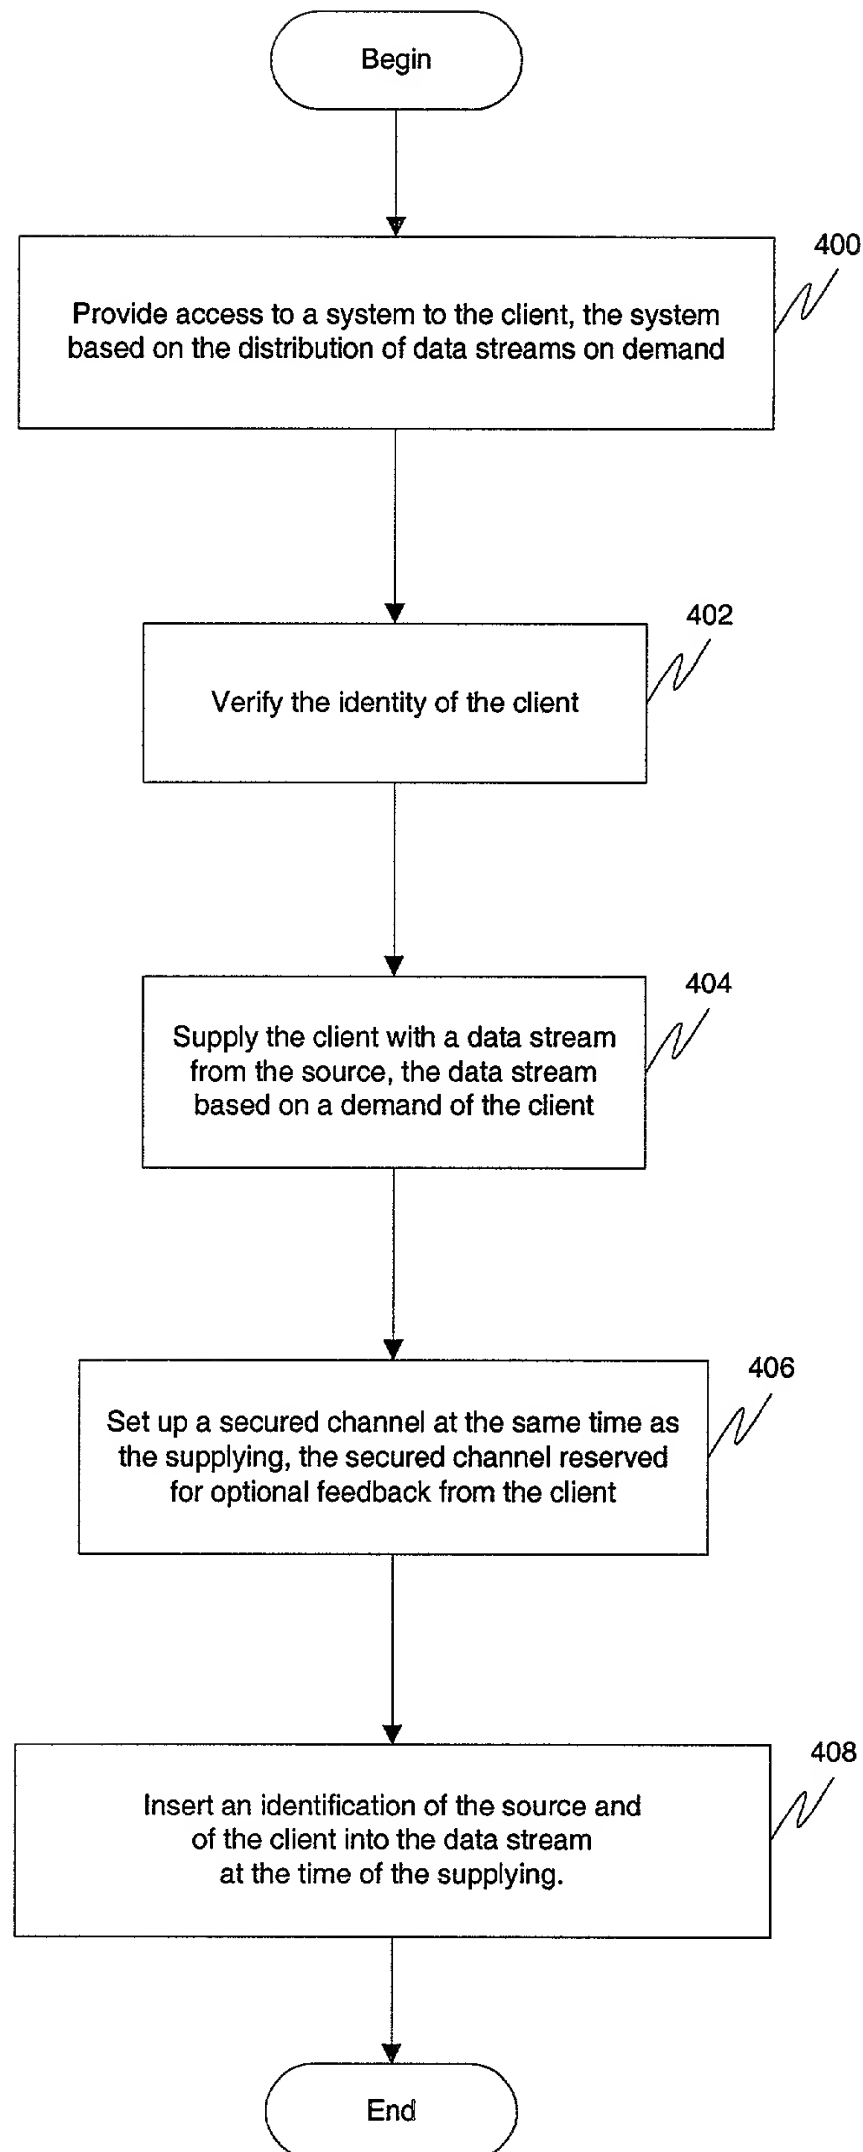 Begin
400
Provide access to a system to the client, the system
based on the distribution of data streams on demand
402
Verify the identity of the client
404
Supply the client with a data stream
from the source, the data stream
based on a demand of the client
406
Set up a secured channel at the same time as
the supplying, the secured channel reserved
for optional feedback from the client
408
Insert an identification of the source and
of the client into the data stream
at the time of the supplying.
End